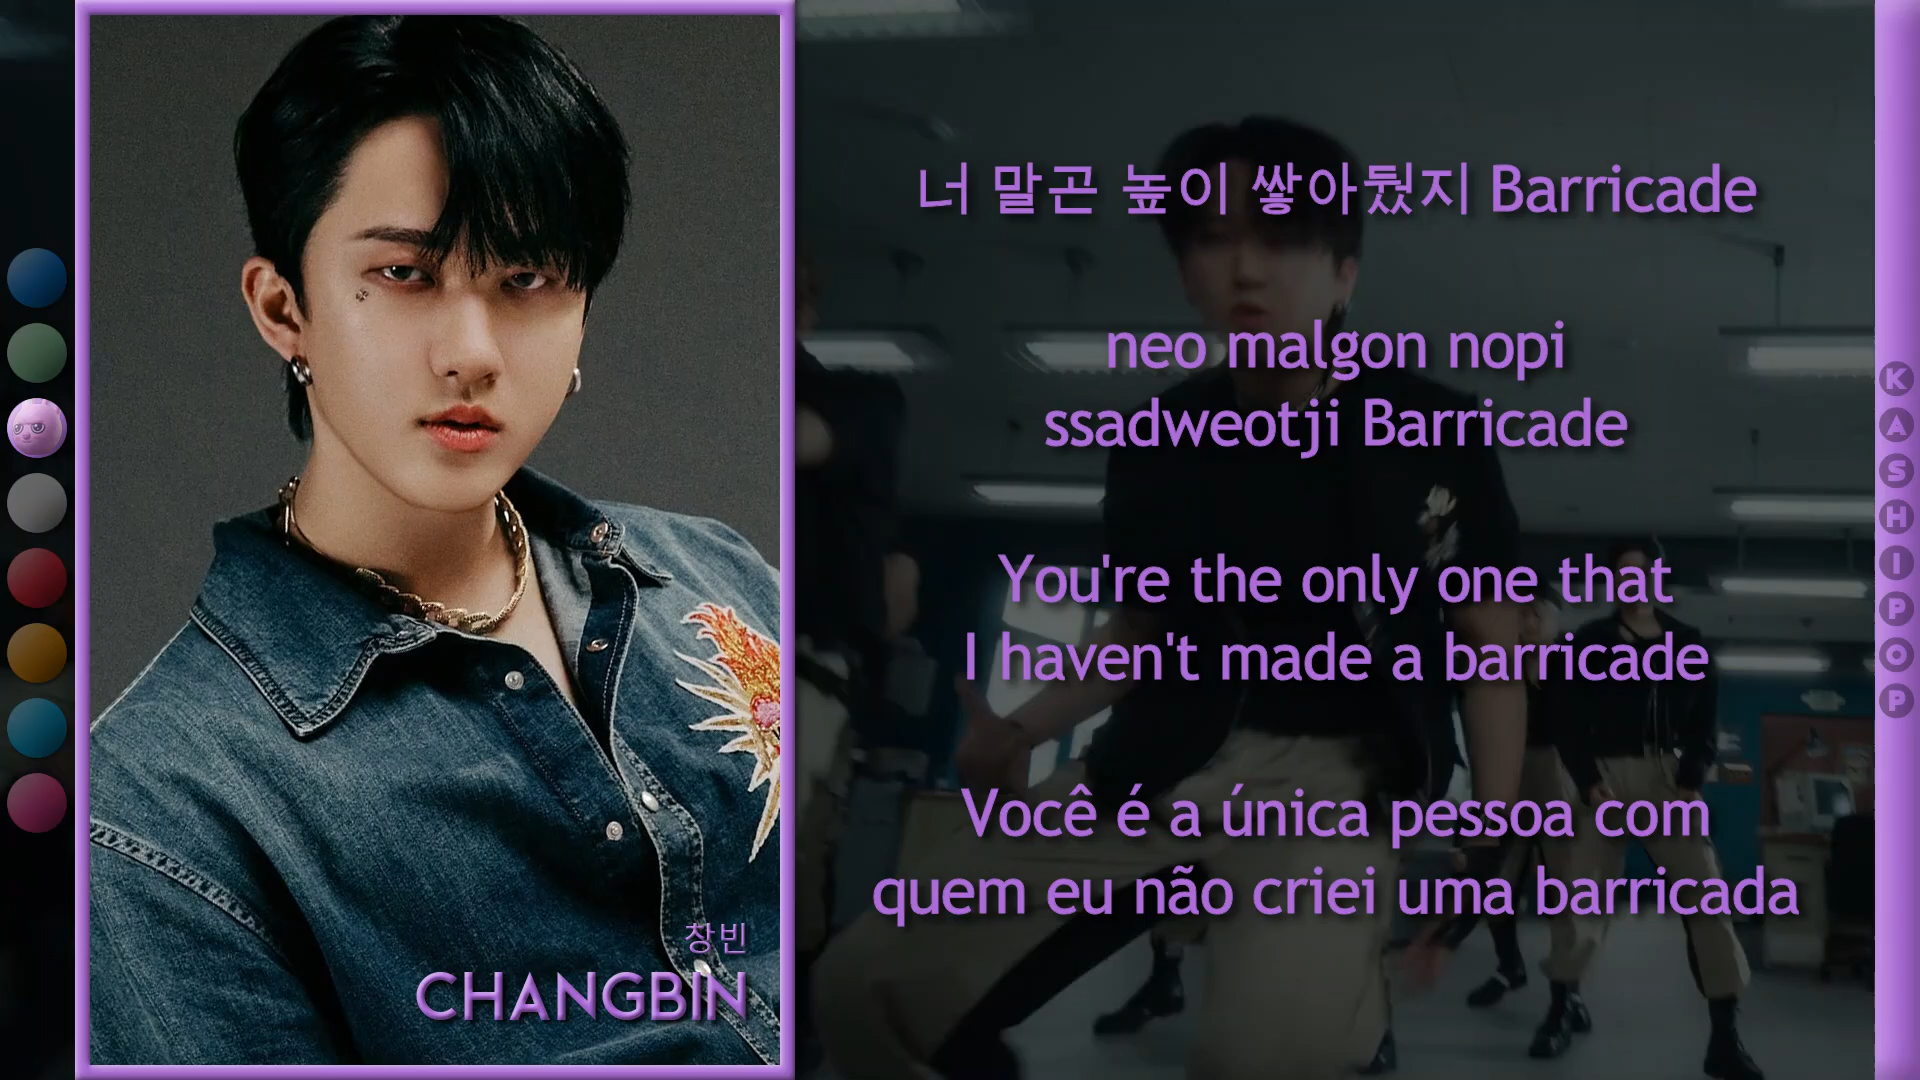 너 말곤 높이 쌓아뒀지 Barricade
neo malgon nopi
ssadweotji Barricade
You're the only one that
I haven't made a barricade
Você é a única pessoa com
quem eu não criei uma barricada
창빈
CHANGBIN
KASHIPOP